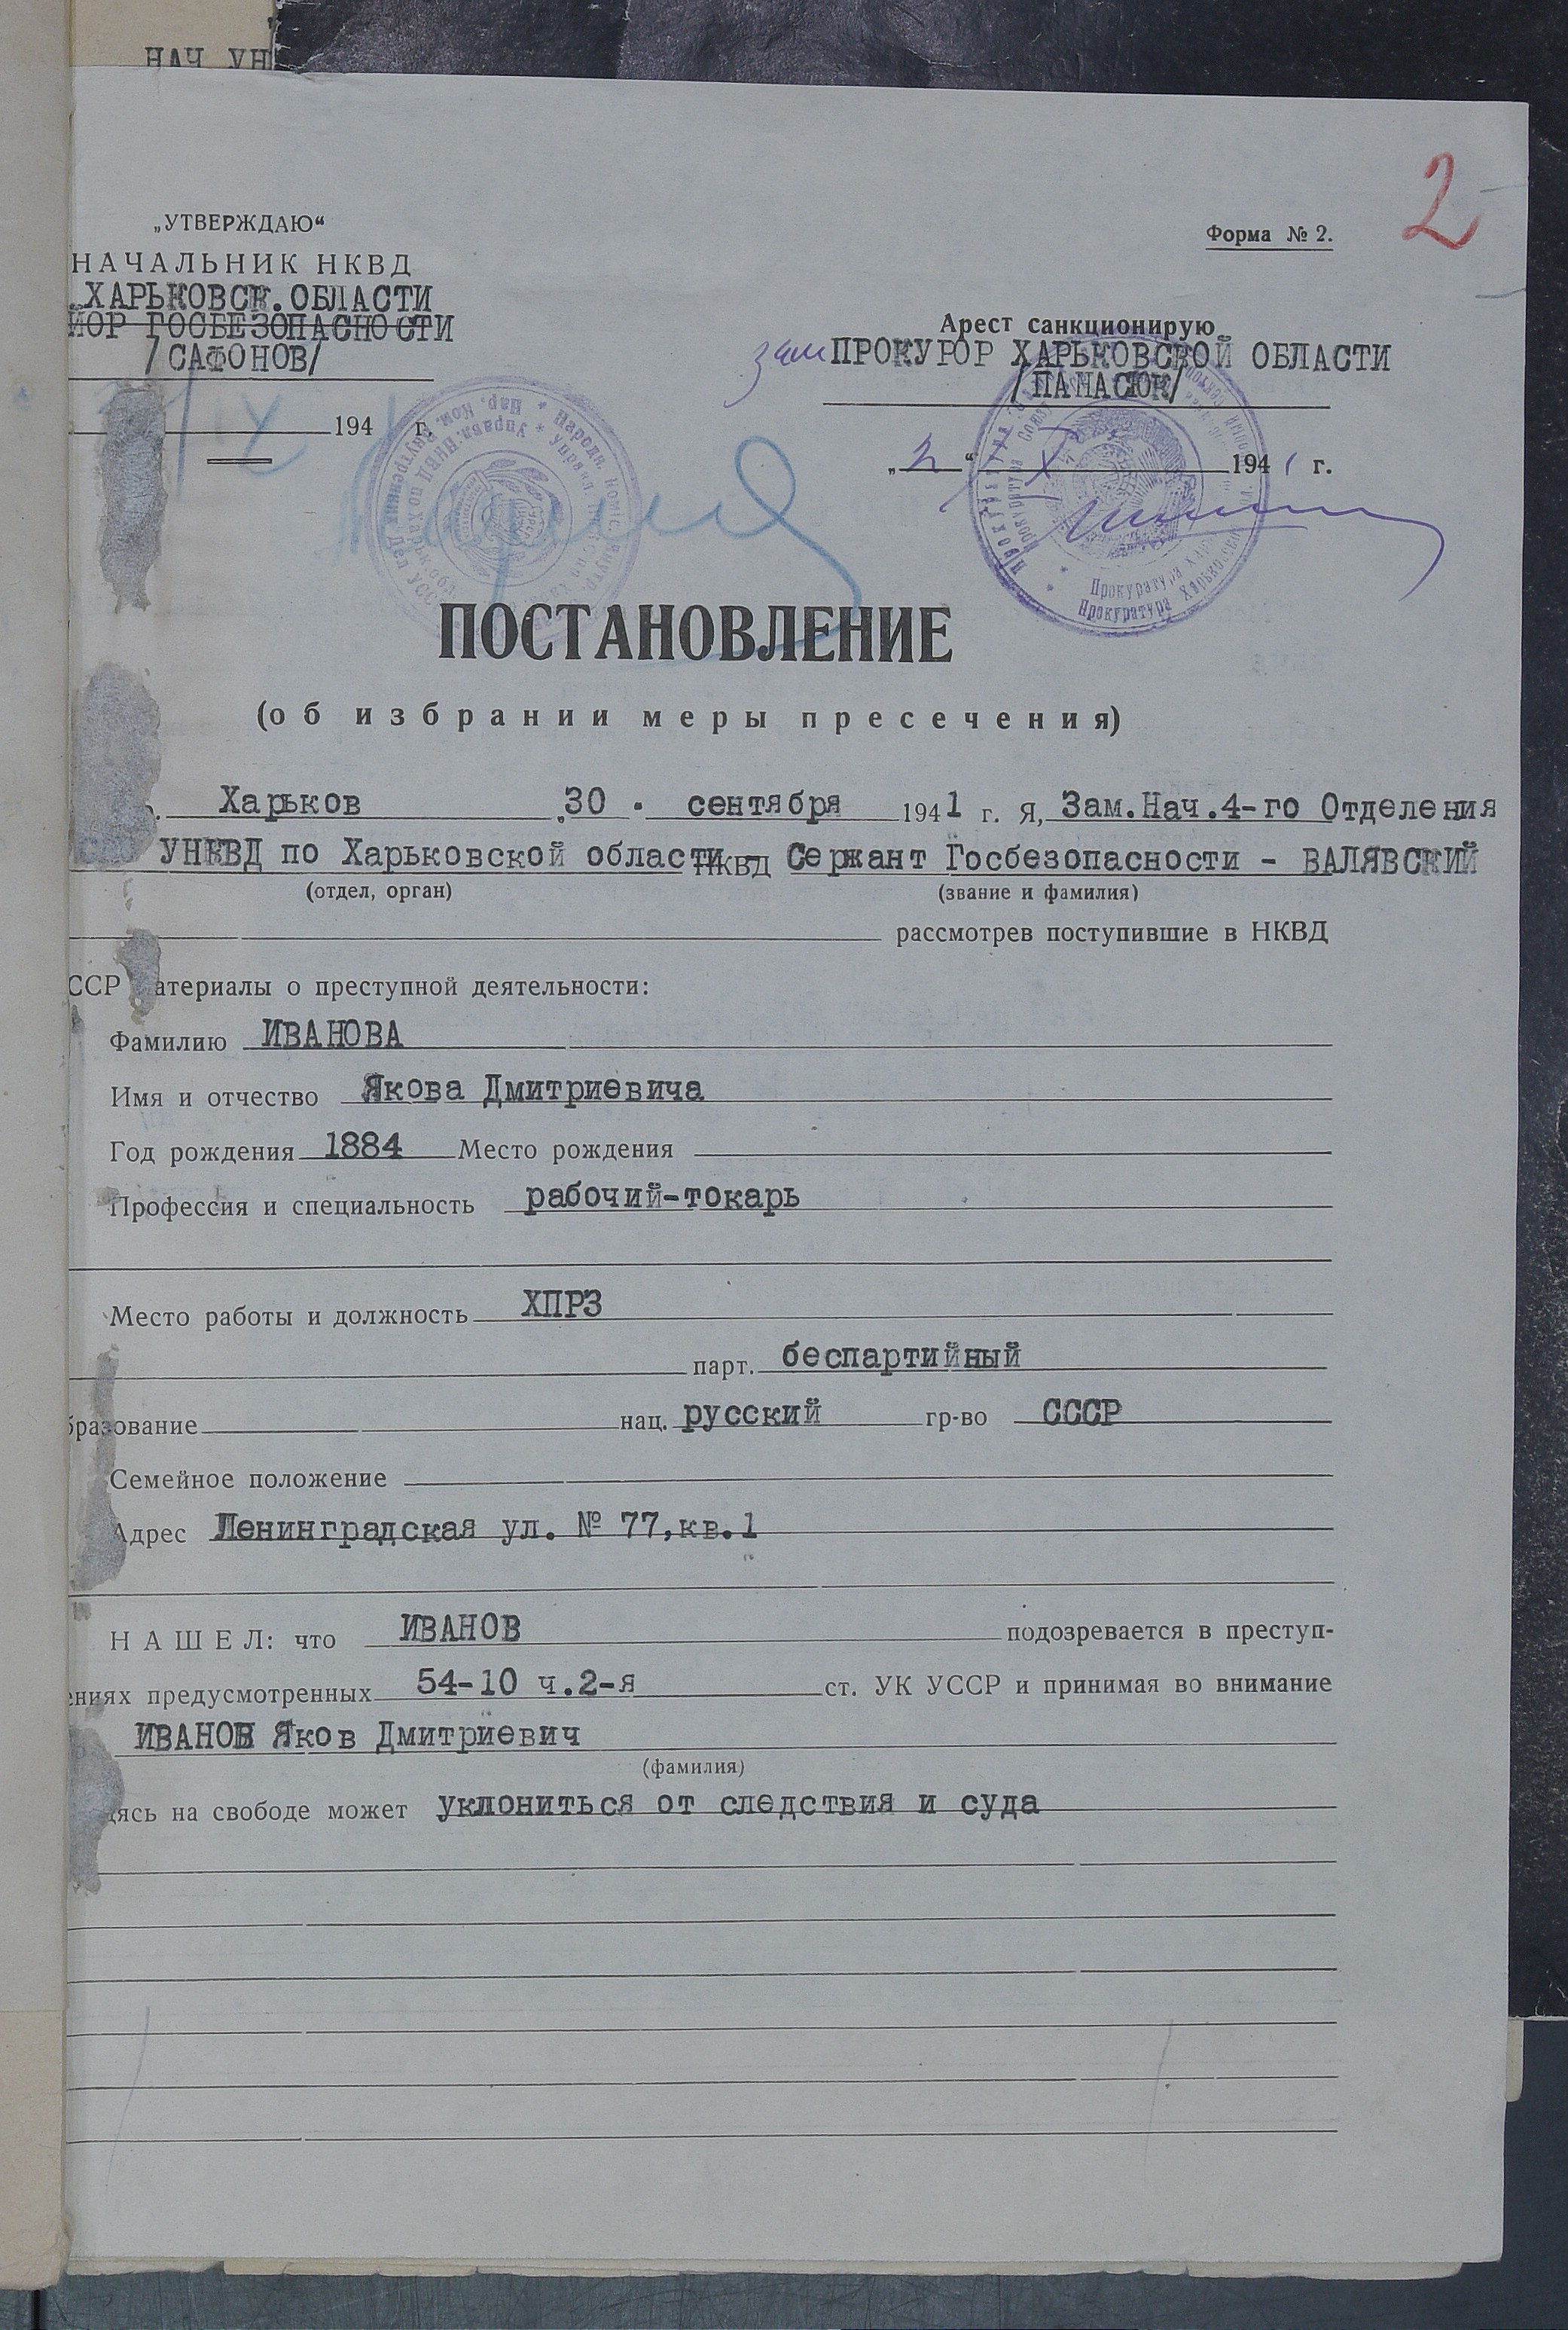 НАЧ УН
2
„УТВЕРЖДАЮ“
Форма № 2.
НАЧАЛЬНИК НКВД
ХАРЬКОВСК. ОБЛАСТИ
ЙОР ГОСБЕЗОПАСНОСТИ
/САФОНОВ/
194 г.
Арест санкционирую
зам ПРОКУРОР ХАРЬКОВСКОЙ ОБЛАСТИ
/ПАНАСЮК/
„2“ X 1941 г.
ПОСТАНОВЛЕНИЕ
(об избрании меры пресечения)
Харьков „30. сентября 1941 г. Я, Зам.Нач.4-го Отделения
УНКВД по Харьковской области НКВД Сержант Госбезопасности - ВАЛЯВСКИЙ
(отдел, орган) (звание и фамилия)
рассмотрев поступившие в НКВД
ССР материалы о преступной деятельности:
Фамилию ИВАНОВА
Имя и отчество Якова Дмитриевича
Год рождения 1884 Место рождения
Профессия и специальность рабочий-токарь
Место работы и должность ХПРЗ
парт. беспартийный
бразование нац. русский гр-во СССР
Семейное положение
Адрес Ленинградская ул. № 77,кв.1
НАШЕЛ: что ИВАНОВ подозревается в преступ-
ениях предусмотренных 54-10 ч.2-я ст. УК УССР и принимая во внимание
ИВАНОВ Яков Дмитриевич
(фамилия)
дясь на свободе может уклониться от следствия и суда